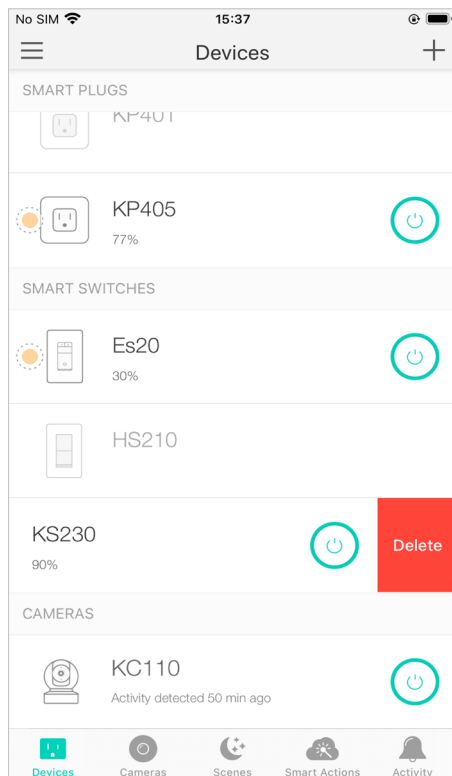 No SIM 15:37
Devices
SMART PLUGS
KP401
KP405
77%
SMART SWITCHES
Es20
30%
HS210
KS230
90%
Delete
CAMERAS
KC110
Activity detected 50 min ago
Devices Cameras Scenes Smart Actions Activity